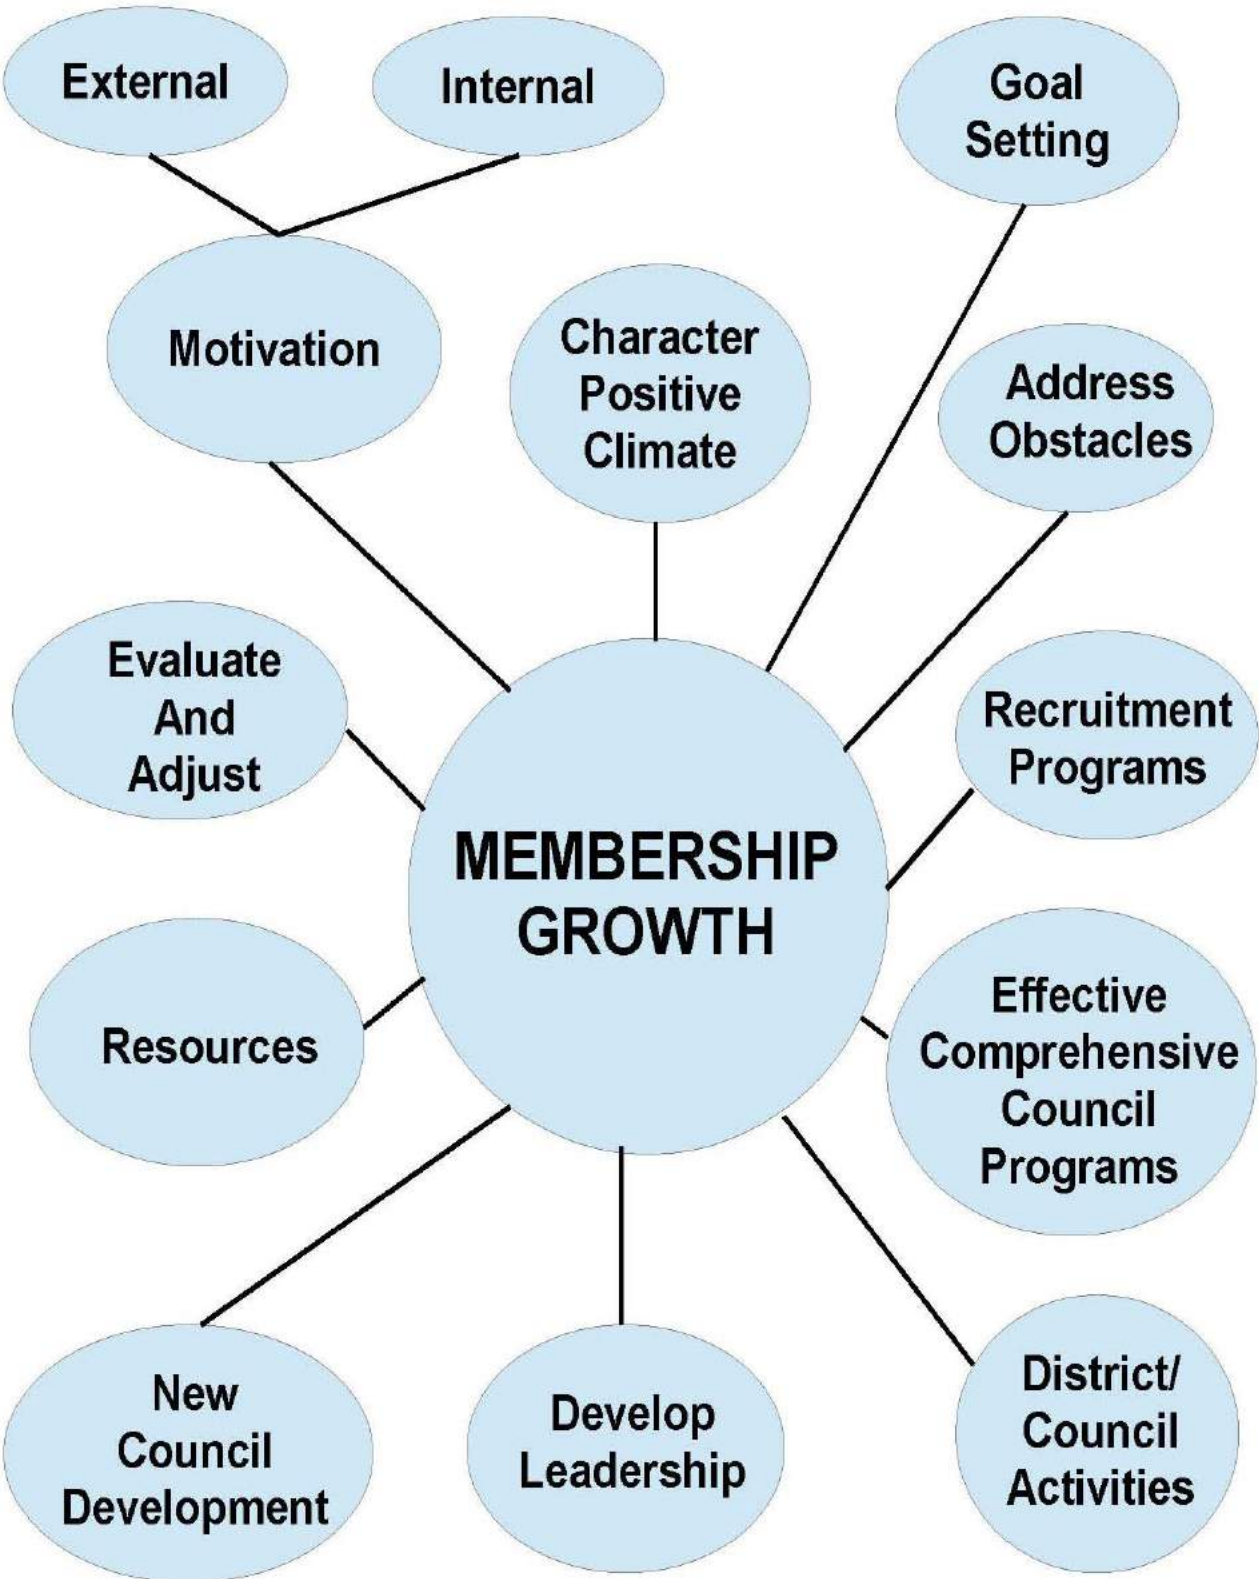 External
Internal
Goal
Setting
Motivation
Character
Positive
Climate
Address
Obstacles
Evaluate
And
Adjust
Recruitment
Programs
MEMBERSHIP
GROWTH
Resources
Effective
Comprehensive
Council
Programs
New
Council
Development
Develop
Leadership
District/
Council
Activities